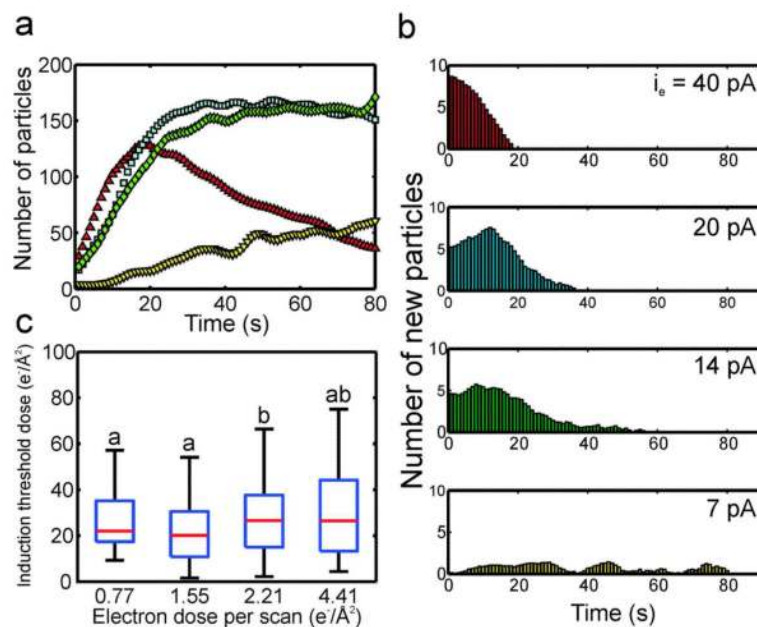 a
Number of particles
200
150
100
50
0
0 20 40 60 80
Time (s)
b
Number of new particles
10
5
0
0 20 40 60 80
i_e = 40 pA
10
5
0
0 20 40 60 80
20 pA
10
5
0
0 20 40 60 80
14 pA
10
5
0
0 20 40 60 80
7 pA
Time (s)
c
Induction threshold dose (e⁻/Å²)
100
80
60
40
20
0
a a b ab
0.77 1.55 2.21 4.41
Electron dose per scan (e⁻/Å²)